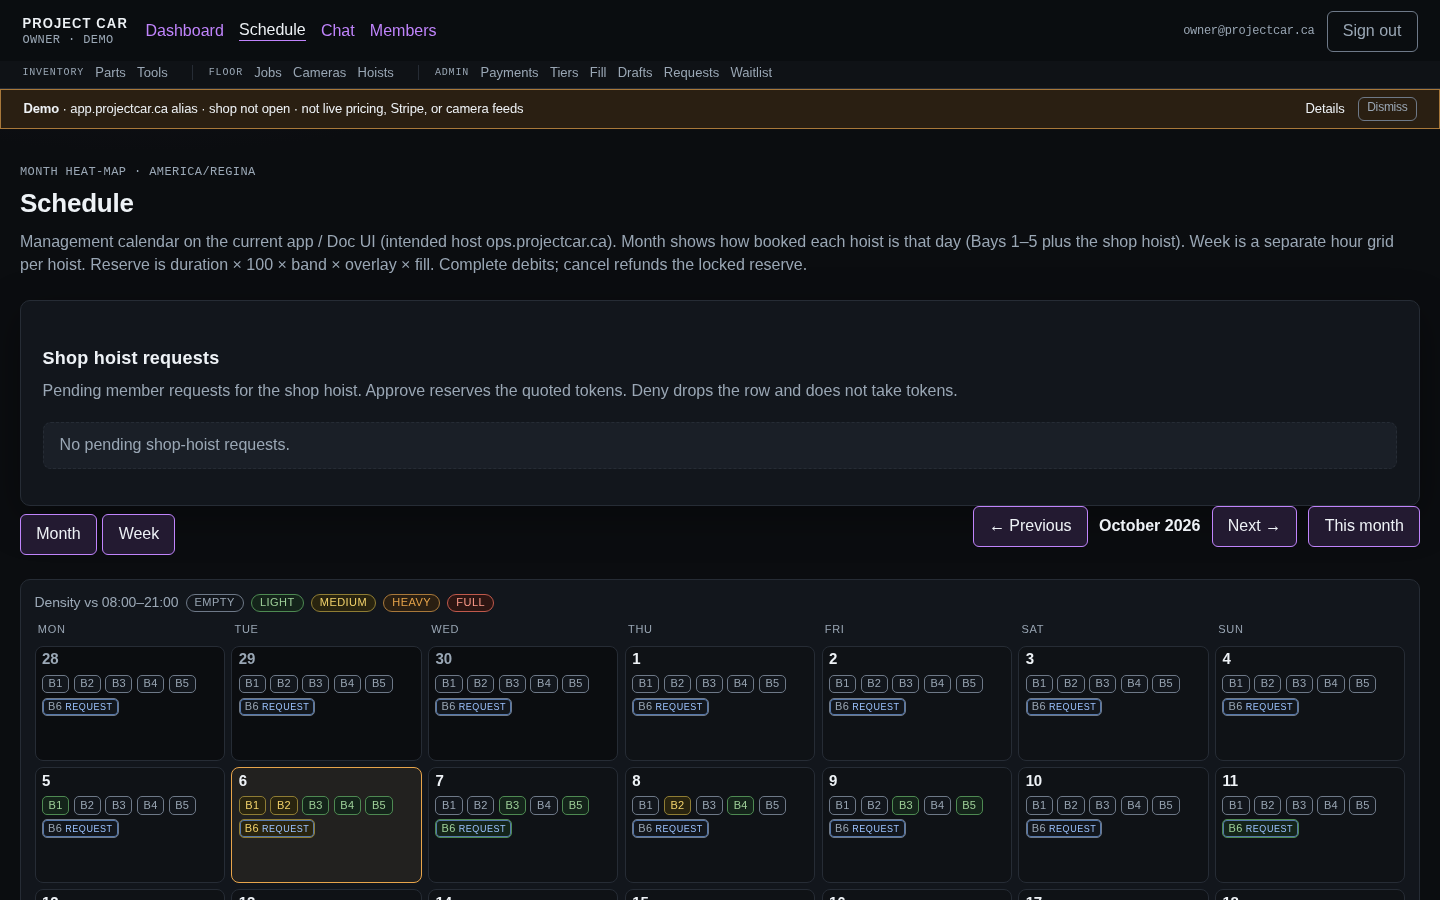 PROJECT CAR
OWNER · DEMO
Dashboard Schedule Chat Members
owner@projectcar.ca Sign out
INVENTORY Parts Tools FLOOR Jobs Cameras Hoists ADMIN Payments Tiers Fill Drafts Requests Waitlist
Demo · app.projectcar.ca alias · shop not open · not live pricing, Stripe, or camera feeds Details Dismiss
MONTH HEAT-MAP · AMERICA/REGINA
Schedule
Management calendar on the current app / Doc UI (intended host ops.projectcar.ca). Month shows how booked each hoist is that day (Bays 1–5 plus the shop hoist). Week is a separate hour grid
per hoist. Reserve is duration × 100 × band × overlay × fill. Complete debits; cancel refunds the locked reserve.
Shop hoist requests
Pending member requests for the shop hoist. Approve reserves the quoted tokens. Deny drops the row and does not take tokens.
No pending shop-hoist requests.
Month Week ← Previous October 2026 Next → This month
Density vs 08:00–21:00 EMPTY LIGHT MEDIUM HEAVY FULL
MON TUE WED THU FRI SAT SUN
28 29 30 1 2 3 4
B1 B2 B3 B4 B5 B1 B2 B3 B4 B5 B1 B2 B3 B4 B5 B1 B2 B3 B4 B5 B1 B2 B3 B4 B5 B1 B2 B3 B4 B5 B1 B2 B3 B4 B5
B6 REQUEST B6 REQUEST B6 REQUEST B6 REQUEST B6 REQUEST B6 REQUEST B6 REQUEST
5 6 7 8 9 10 11
B1 B2 B3 B4 B5 B1 B2 B3 B4 B5 B1 B2 B3 B4 B5 B1 B2 B3 B4 B5 B1 B2 B3 B4 B5 B1 B2 B3 B4 B5 B1 B2 B3 B4 B5
B6 REQUEST B6 REQUEST B6 REQUEST B6 REQUEST B6 REQUEST B6 REQUEST B6 REQUEST